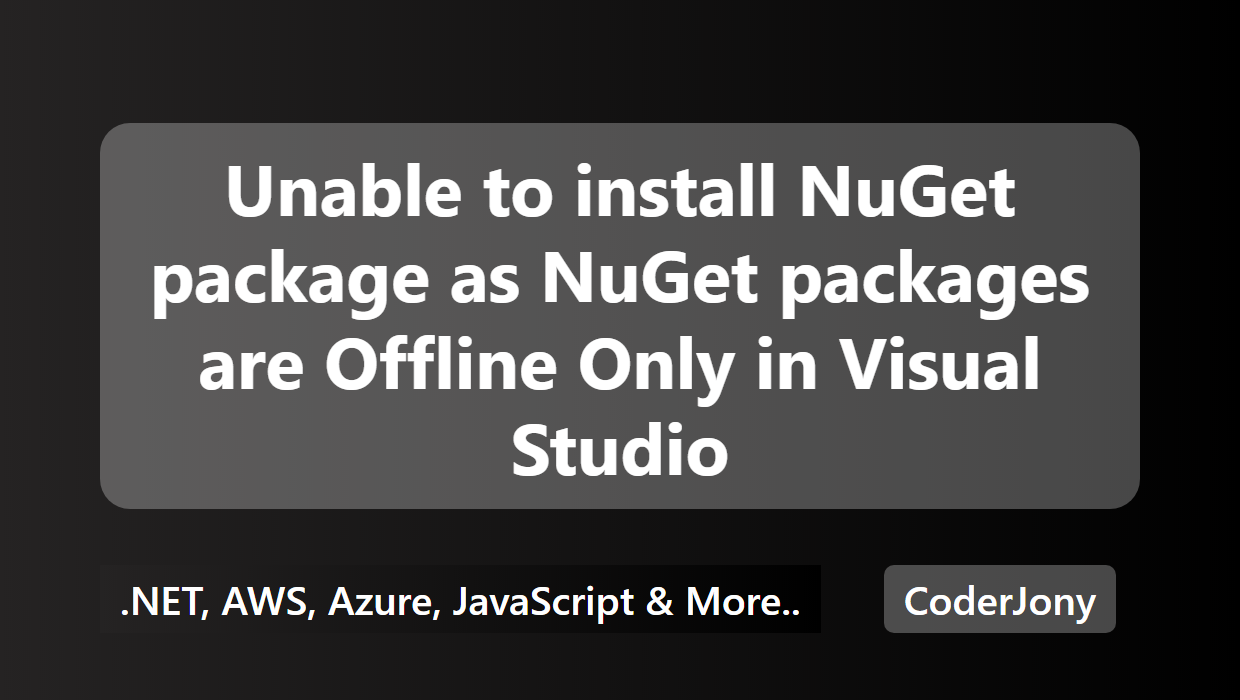 Unable to install NuGet
package as NuGet packages
are Offline Only in Visual
Studio
.NET, AWS, Azure, JavaScript & More..
CoderJony